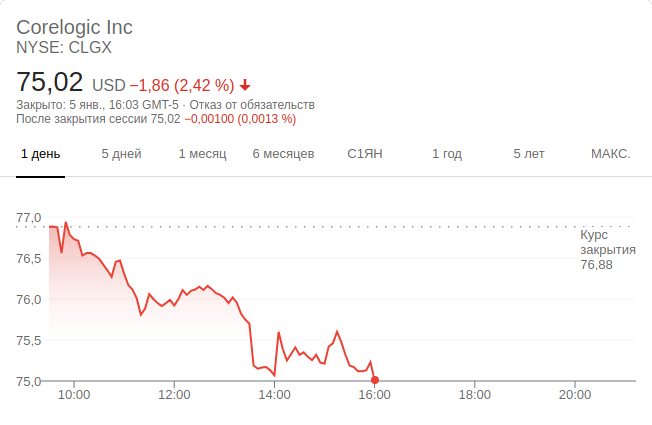 Corelogic Inc
NYSE: CLGX
75,02 USD −1,86 (2,42 %)
Закрыто: 5 янв., 16:03 GMT-5 · Отказ от обязательств
После закрытия сессии 75,02 −0,00100 (0,0013 %)
1 день 5 дней 1 месяц 6 месяцев С1ЯН 1 год 5 лет МАКС.
77,0
Курс
закрытия
76,88
76,5
76,0
75,5
75,0
10:00 12:00 14:00 16:00 18:00 20:00